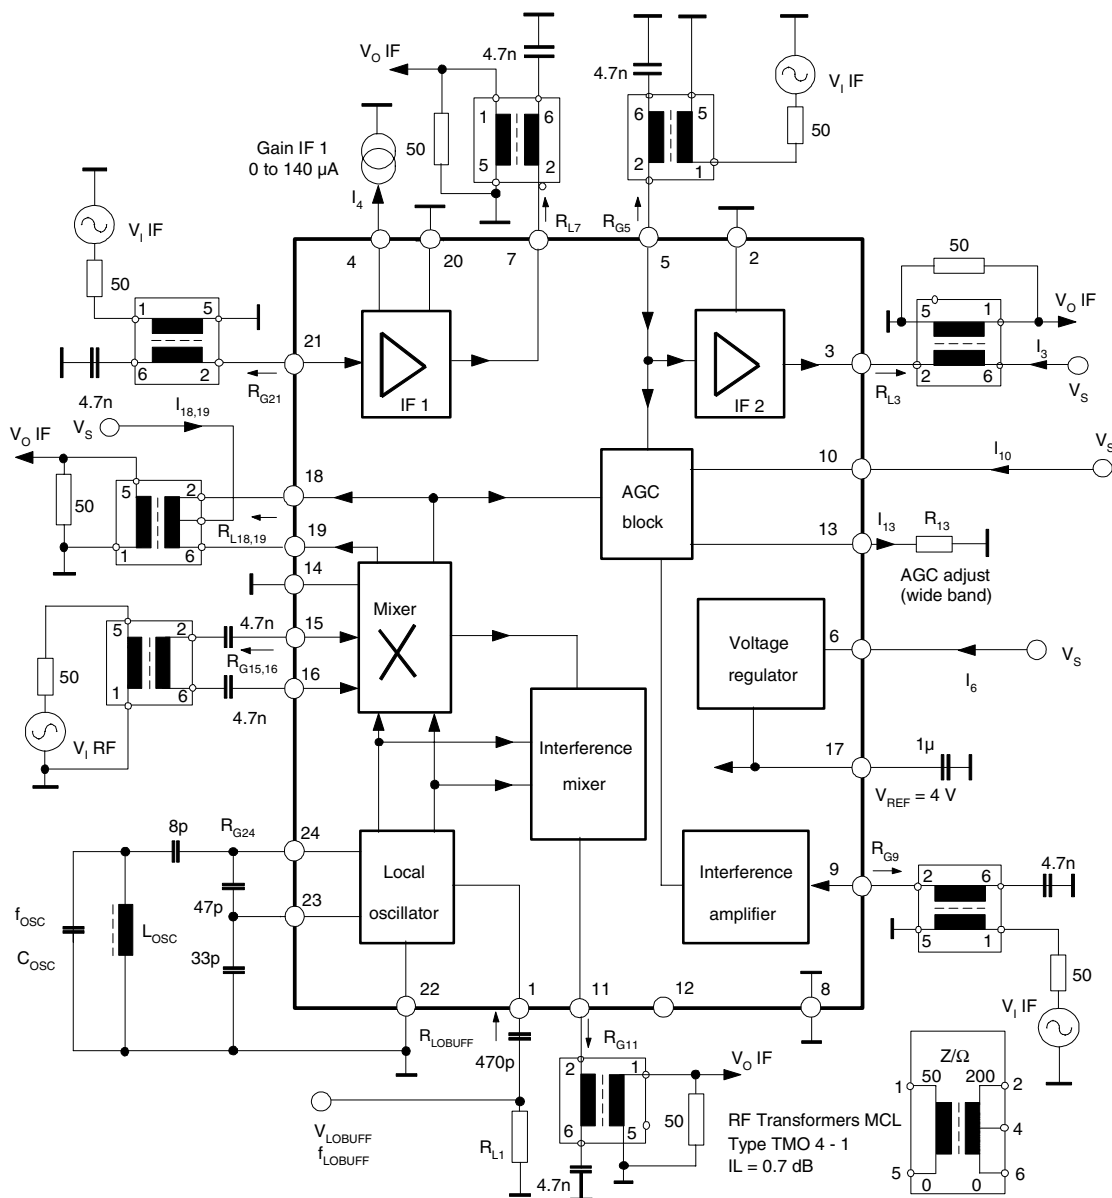 4.7n
V_O IF
1
6
5
2
50
Gain IF 1
0 to 140 µA
I_4
R_L7
4.7n
6
5
2
1
V_I IF
50
R_G5
V_I IF
50
1
5
6
2
4.7n
R_G21
4
20
7
5
2
21
IF 1
IF 2
3
50
5
1
2
6
V_O IF
I_3
R_L3
V_S
I_18,19
V_S
V_O IF
50
5
2
1
6
R_L18,19
18
19
14
AGC
block
10
I_10
V_S
13
I_13
R_13
AGC adjust
(wide band)
Mixer
15
16
4.7n
R_G15,16
4.7n
5
2
1
6
50
V_I RF
Voltage
regulator
6
V_S
I_6
Interference
mixer
17
1µ
V_REF = 4 V
8p
R_G24
24
23
47p
33p
f_OSC
C_OSC
L_OSC
Local
oscillator
Interference
amplifier
9
R_G9
2
6
5
1
4.7n
50
V_I IF
22
1
11
12
8
R_LOBUFF
470p
R_G11
V_LOBUFF
f_LOBUFF
R_L1
2
1
6
5
4.7n
V_O IF
50
RF Transformers MCL
Type TMO 4 - 1
IL = 0.7 dB
Z/Ω
1
50
200
2
4
5
0
0
6